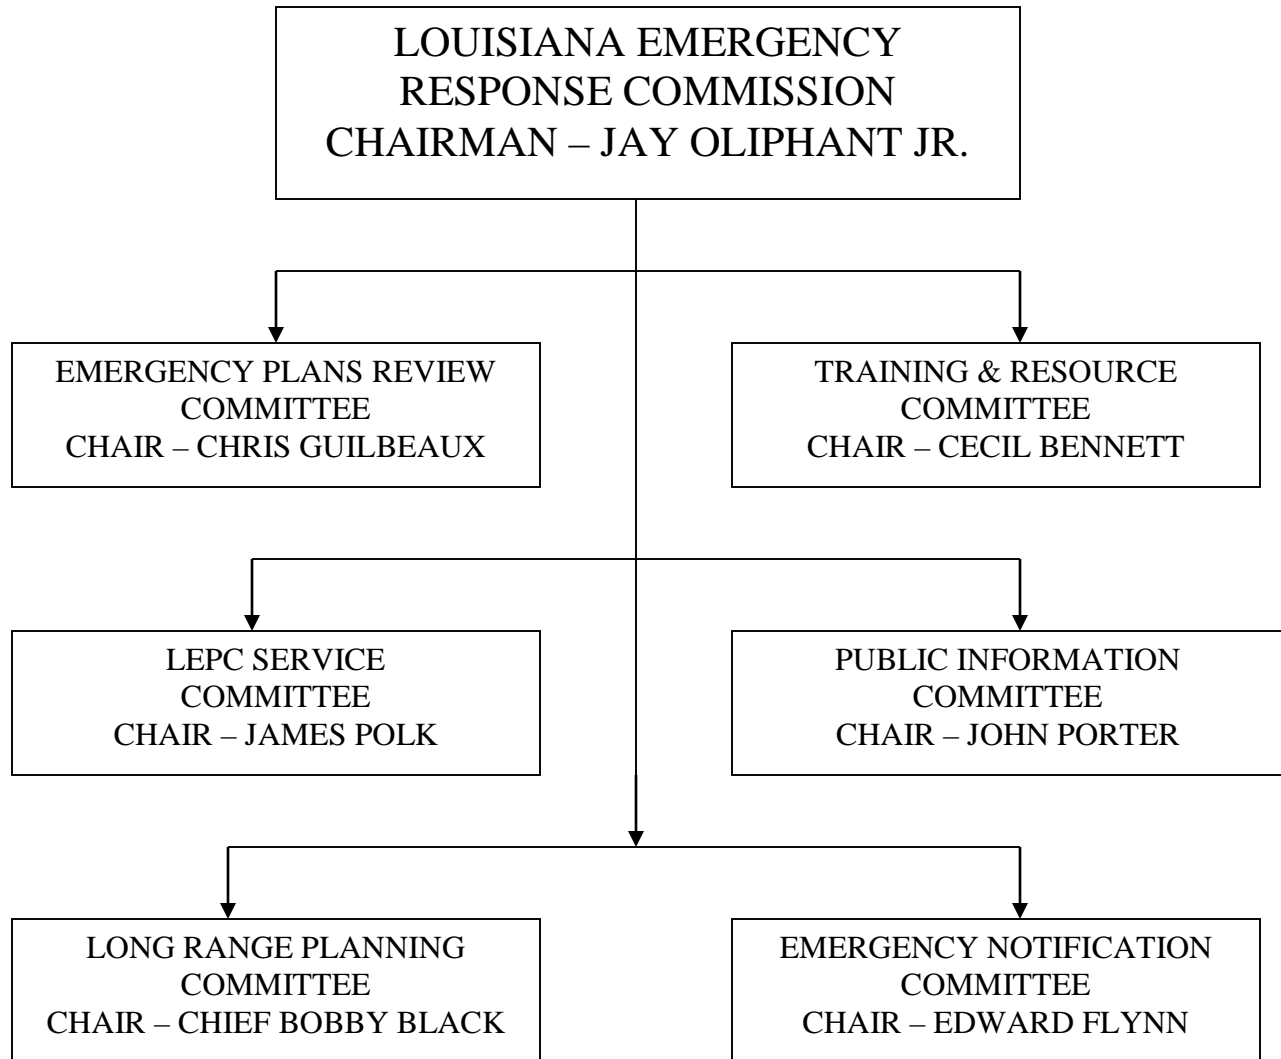 LOUISIANA EMERGENCY
RESPONSE COMMISSION
CHAIRMAN – JAY OLIPHANT JR.
EMERGENCY PLANS REVIEW
COMMITTEE
CHAIR – CHRIS GUILBEAUX
TRAINING & RESOURCE
COMMITTEE
CHAIR – CECIL BENNETT
LEPC SERVICE
COMMITTEE
CHAIR – JAMES POLK
PUBLIC INFORMATION
COMMITTEE
CHAIR – JOHN PORTER
LONG RANGE PLANNING
COMMITTEE
CHAIR – CHIEF BOBBY BLACK
EMERGENCY NOTIFICATION
COMMITTEE
CHAIR – EDWARD FLYNN